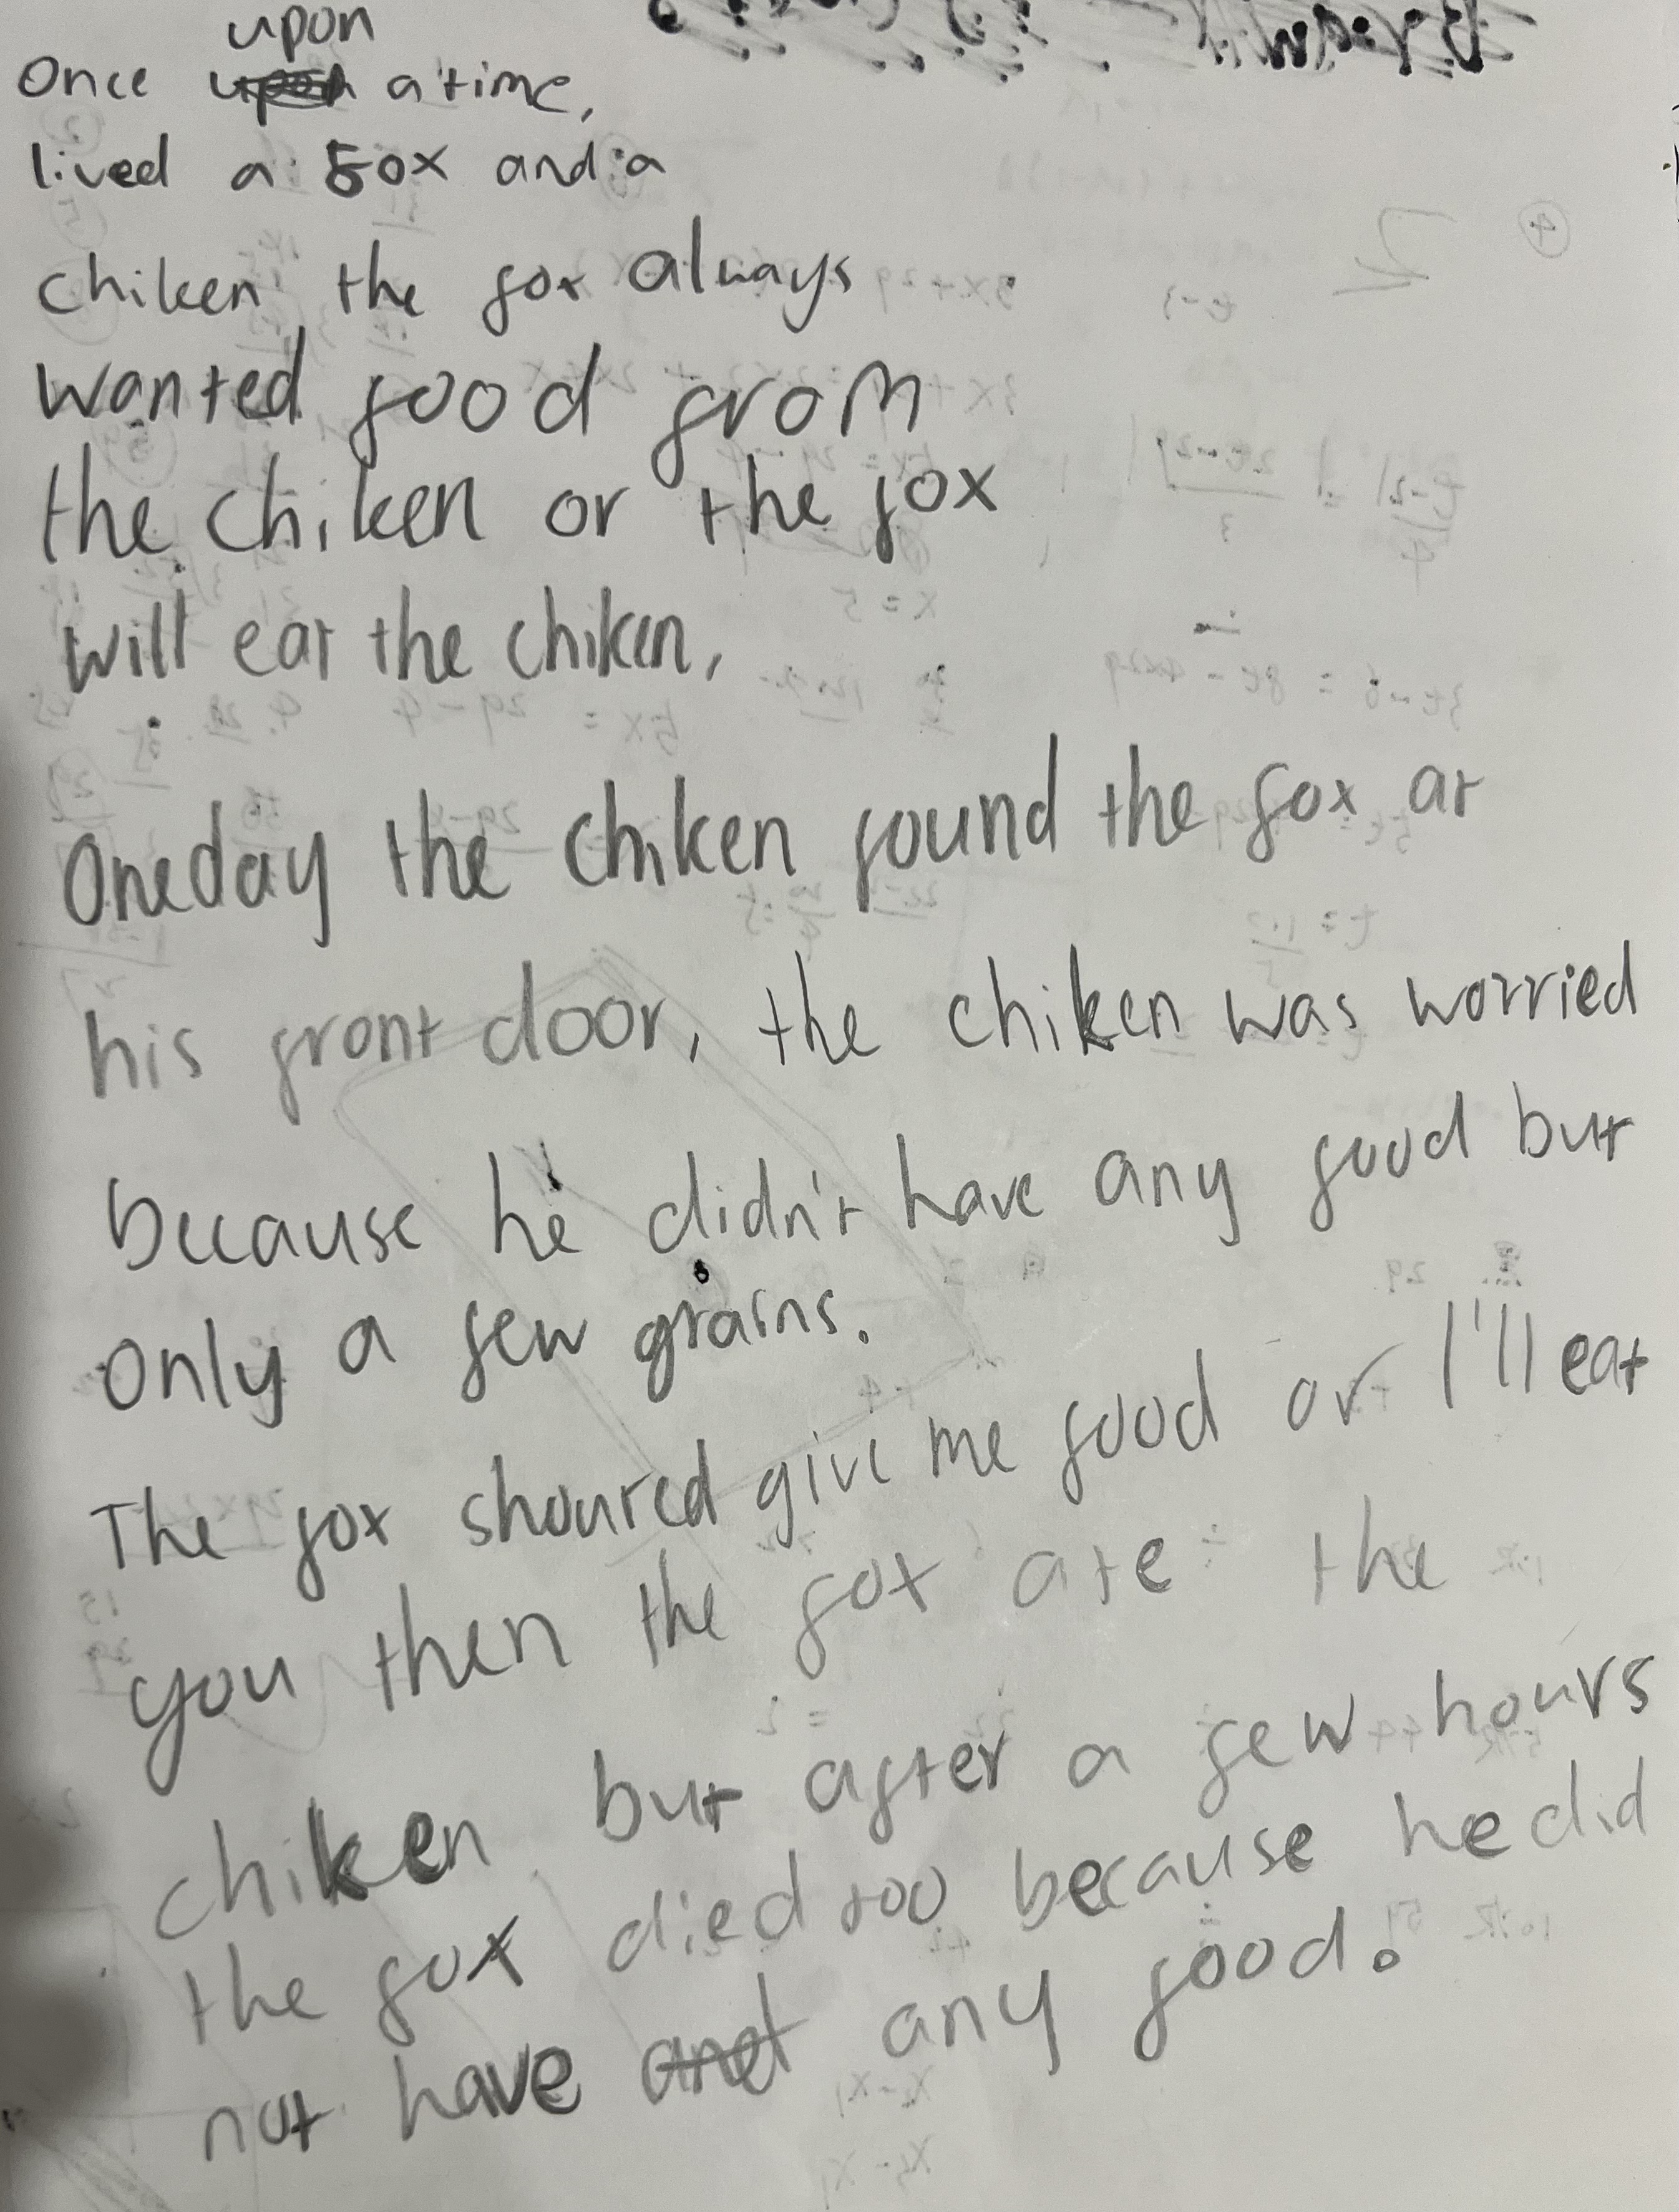 Once upon a time,
lived a fox and a
chiken, the fox always
wanted food from
the chiken or the fox
will eat the chiken,
Oneday the chiken found the fox at
his front door, the chiken was worried
because he didn't have any food but
only a few grains.
The fox shouted give me food or I'll eat
you then the fox ate the
chiken but after a few hours
the fox died too because he did
not have any food.